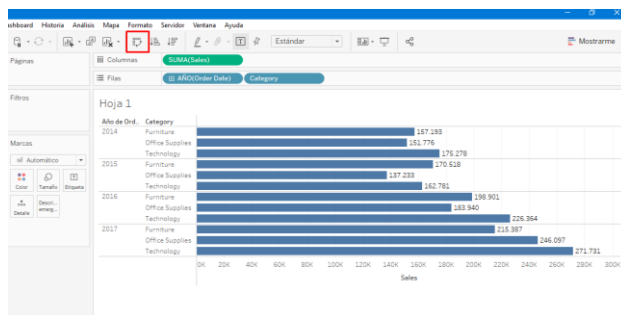 ashboard Historia Análisis Mapa Formato Servidor Ventana Ayuda
Estándar Mostrarme
Páginas
Columnas SUMA(Sales)
Filas AÑO(Order Date) Category
Filtros
Hoja 1
Año de Ord.. Category
2014 Furniture 157.193
Office Supplies 151.776
Technology 175.278
2015 Furniture 170.518
Office Supplies 137.233
Technology 162.781
2016 Furniture 198.901
Office Supplies 183.940
Technology 226.364
2017 Furniture 215.387
Office Supplies 246.097
Technology 271.731
0K 20K 40K 60K 80K 100K 120K 140K 160K 180K 200K 220K 240K 260K 280K 300K
Sales
Marcas
Automático
Color Tamaño Etiqueta
Detalle Descri... emerg...